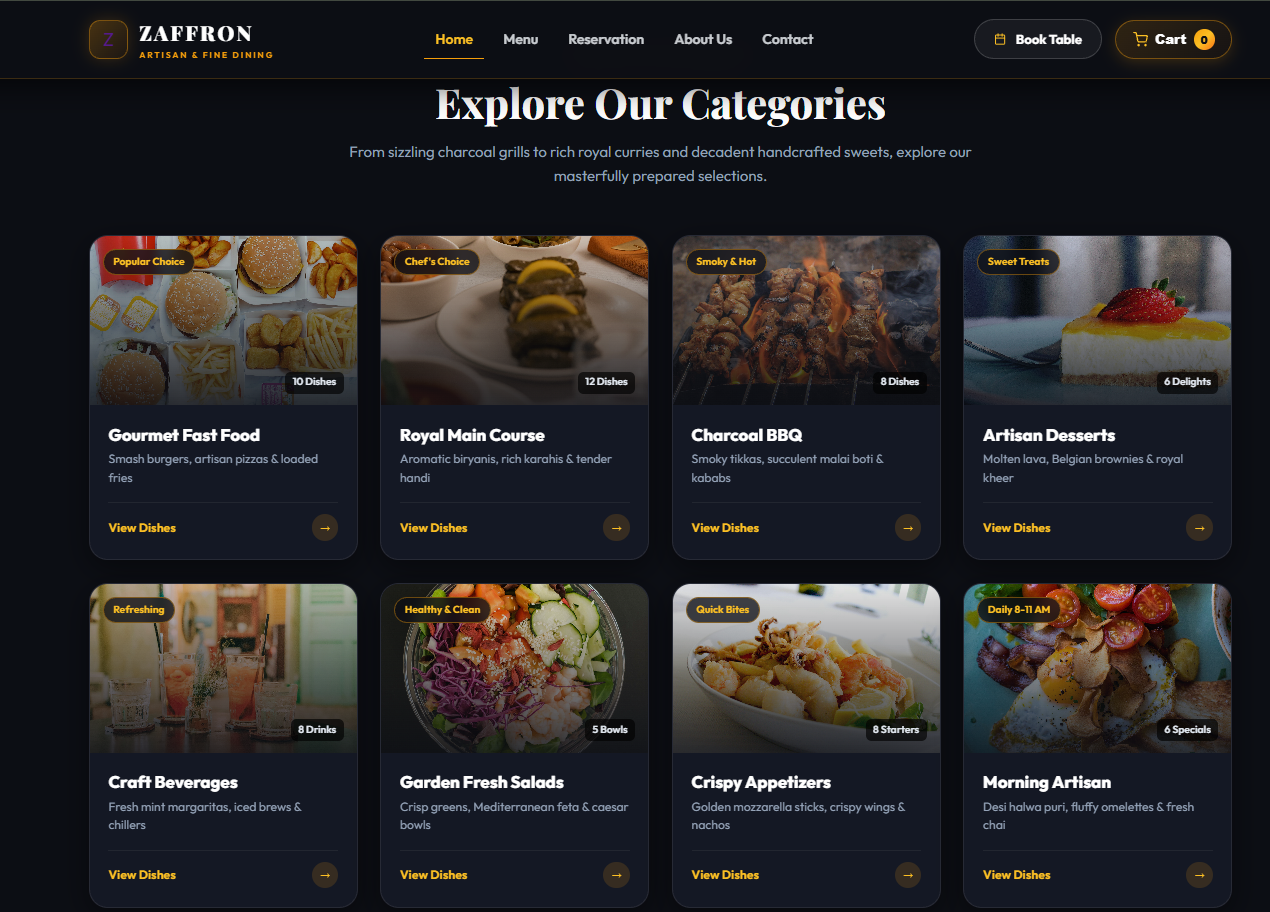 Z
ZAFFRON
ARTISAN & FINE DINING
Home
Menu
Reservation
About Us
Contact
Book Table
Cart
0
Explore Our Categories
From sizzling charcoal grills to rich royal curries and decadent handcrafted sweets, explore our
masterfully prepared selections.
Popular Choice
10 Dishes
Gourmet Fast Food
Smash burgers, artisan pizzas & loaded
fries
View Dishes
→
Chef's Choice
12 Dishes
Royal Main Course
Aromatic biryanis, rich karahis & tender
handi
View Dishes
→
Smoky & Hot
8 Dishes
Charcoal BBQ
Smoky tikkas, succulent malai boti &
kababs
View Dishes
→
Sweet Treats
6 Delights
Artisan Desserts
Molten lava, Belgian brownies & royal
kheer
View Dishes
→
Refreshing
8 Drinks
Craft Beverages
Fresh mint margaritas, iced brews &
chillers
View Dishes
→
Healthy & Clean
5 Bowls
Garden Fresh Salads
Crisp greens, Mediterranean feta & caesar
bowls
View Dishes
→
Quick Bites
8 Starters
Crispy Appetizers
Golden mozzarella sticks, crispy wings &
nachos
View Dishes
→
Daily 8-11 AM
6 Specials
Morning Artisan
Desi halwa puri, fluffy omelettes & fresh
chai
View Dishes
→